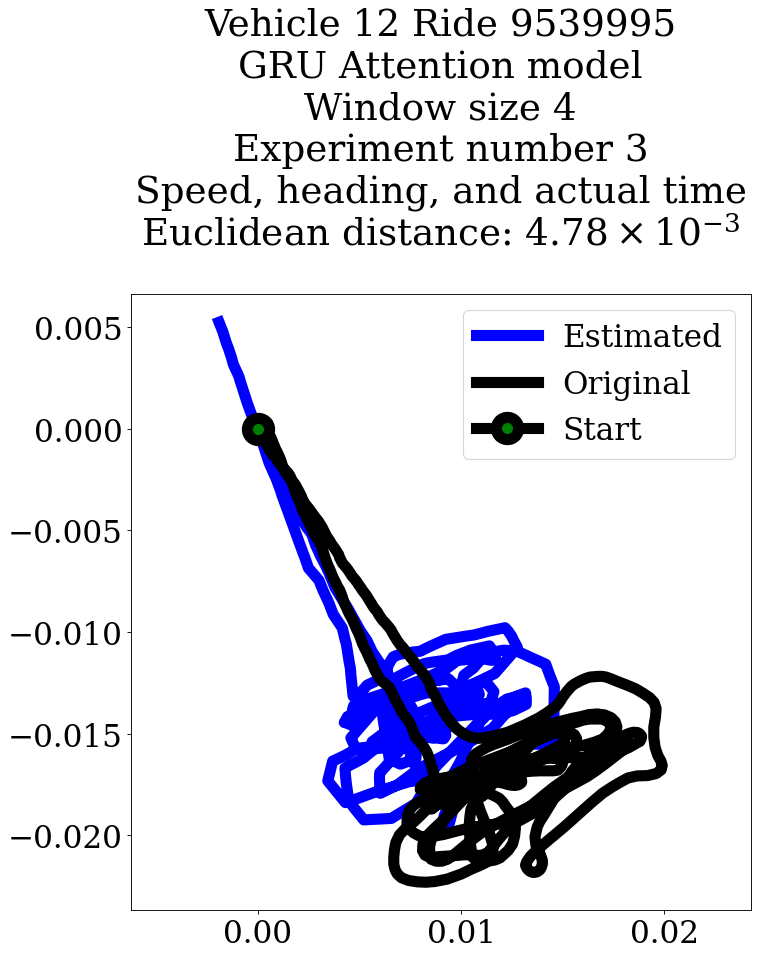 Vehicle 12 Ride 9539995
GRU Attention model
Window size 4
Experiment number 3
Speed, heading, and actual time
Euclidean distance: 4.78 × 10⁻³
Estimated
Original
Start
0.005
0.000
−0.005
−0.010
−0.015
−0.020
0.00
0.01
0.02